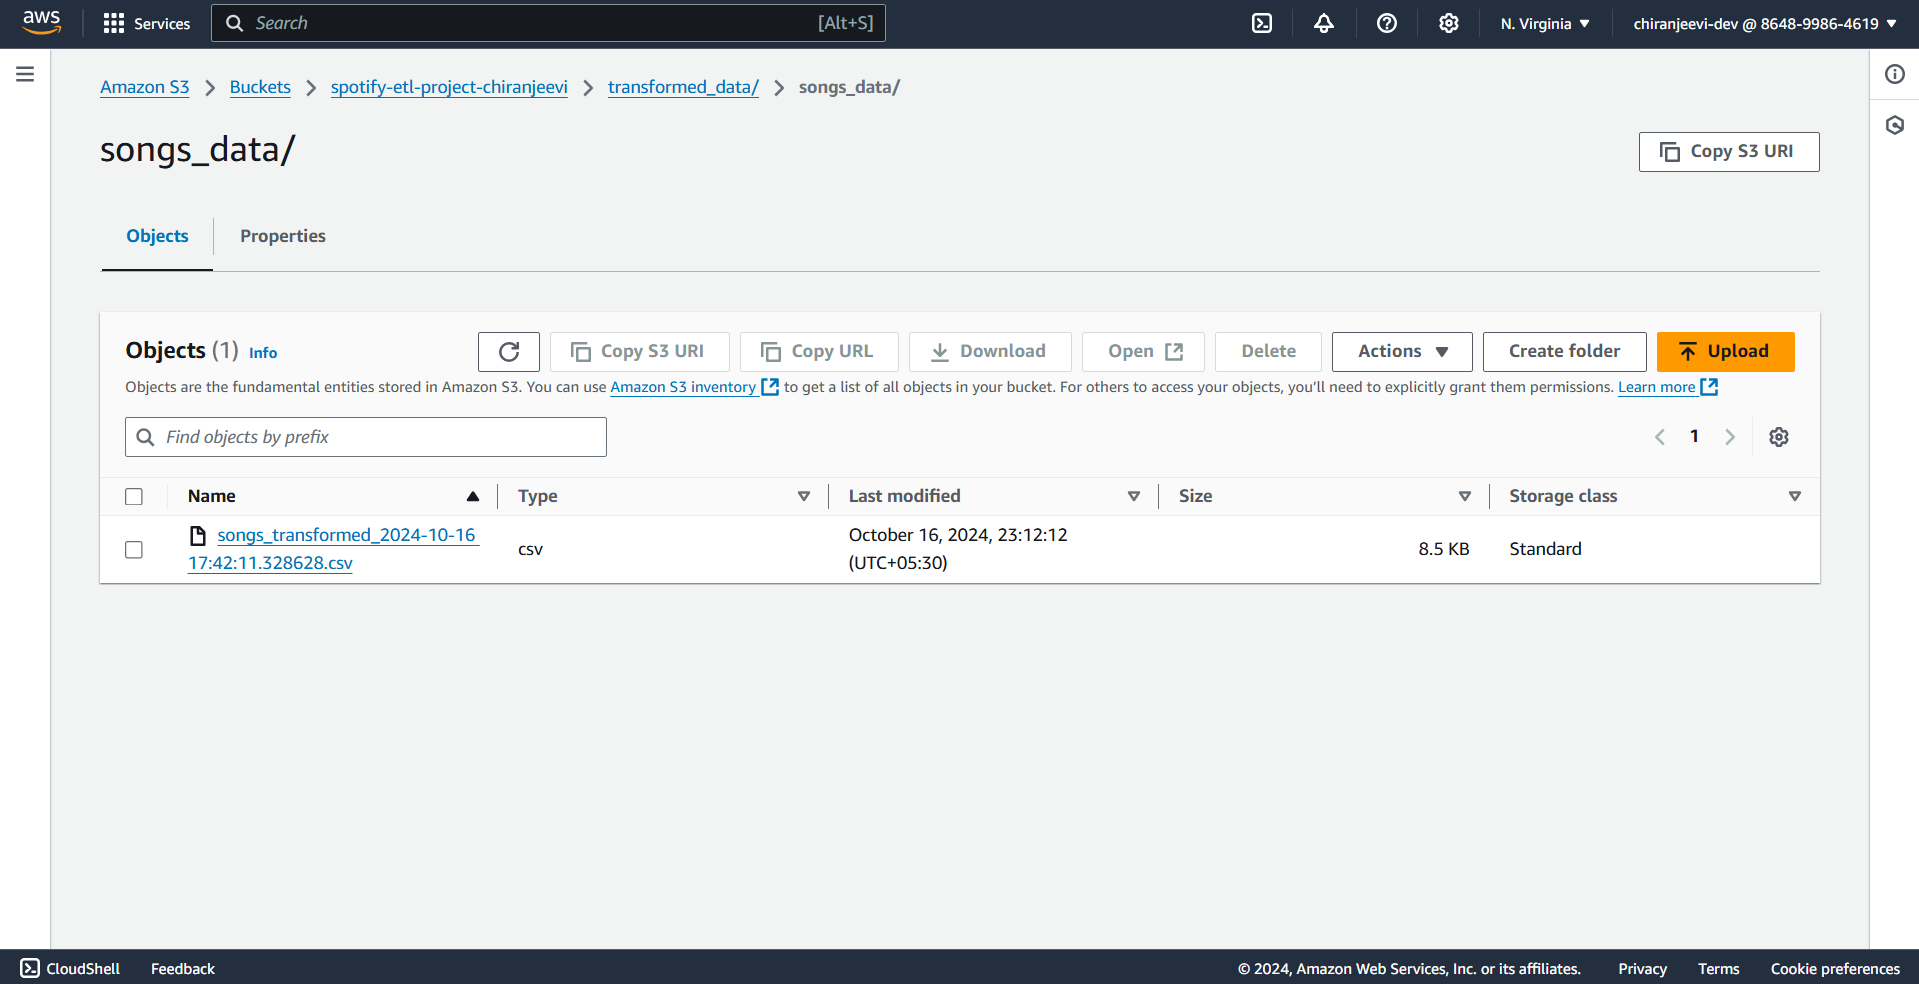 aws
Services
Search
[Alt+S]
N. Virginia
chiranjeevi-dev @ 8648-9986-4619
Amazon S3
Buckets
spotify-etl-project-chiranjeevi
transformed_data/
songs_data/
songs_data/
Copy S3 URI
Objects
Properties
Objects (1) Info
Copy S3 URI
Copy URL
Download
Open
Delete
Actions
Create folder
Upload
Objects are the fundamental entities stored in Amazon S3. You can use Amazon S3 inventory to get a list of all objects in your bucket. For others to access your objects, you’ll need to explicitly grant them permissions. Learn more
Find objects by prefix
1
Name
Type
Last modified
Size
Storage class
songs_transformed_2024-10-16
17:42:11.328628.csv
csv
October 16, 2024, 23:12:12
(UTC+05:30)
8.5 KB
Standard
CloudShell
Feedback
© 2024, Amazon Web Services, Inc. or its affiliates.
Privacy
Terms
Cookie preferences